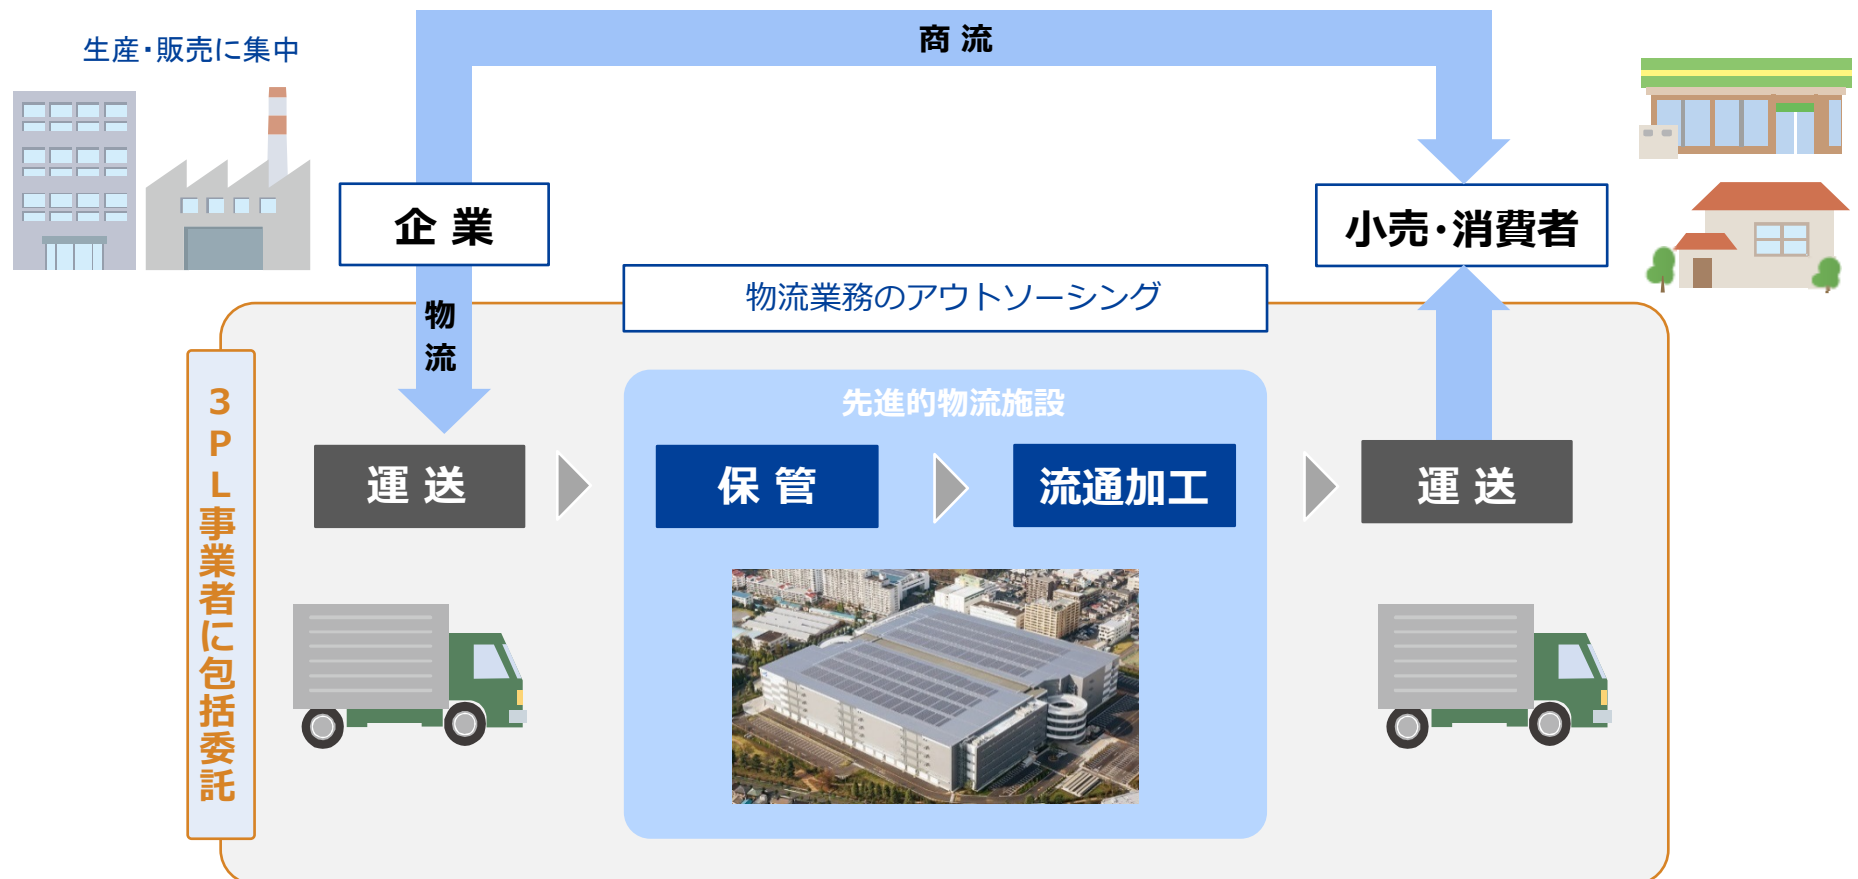 商 流
生産・販売に集中
企 業
小売・消費者
物流業務のアウトソーシング
物流
3PL事業者に包括委託
先進的物流施設
運 送
保 管
流通加工
運 送